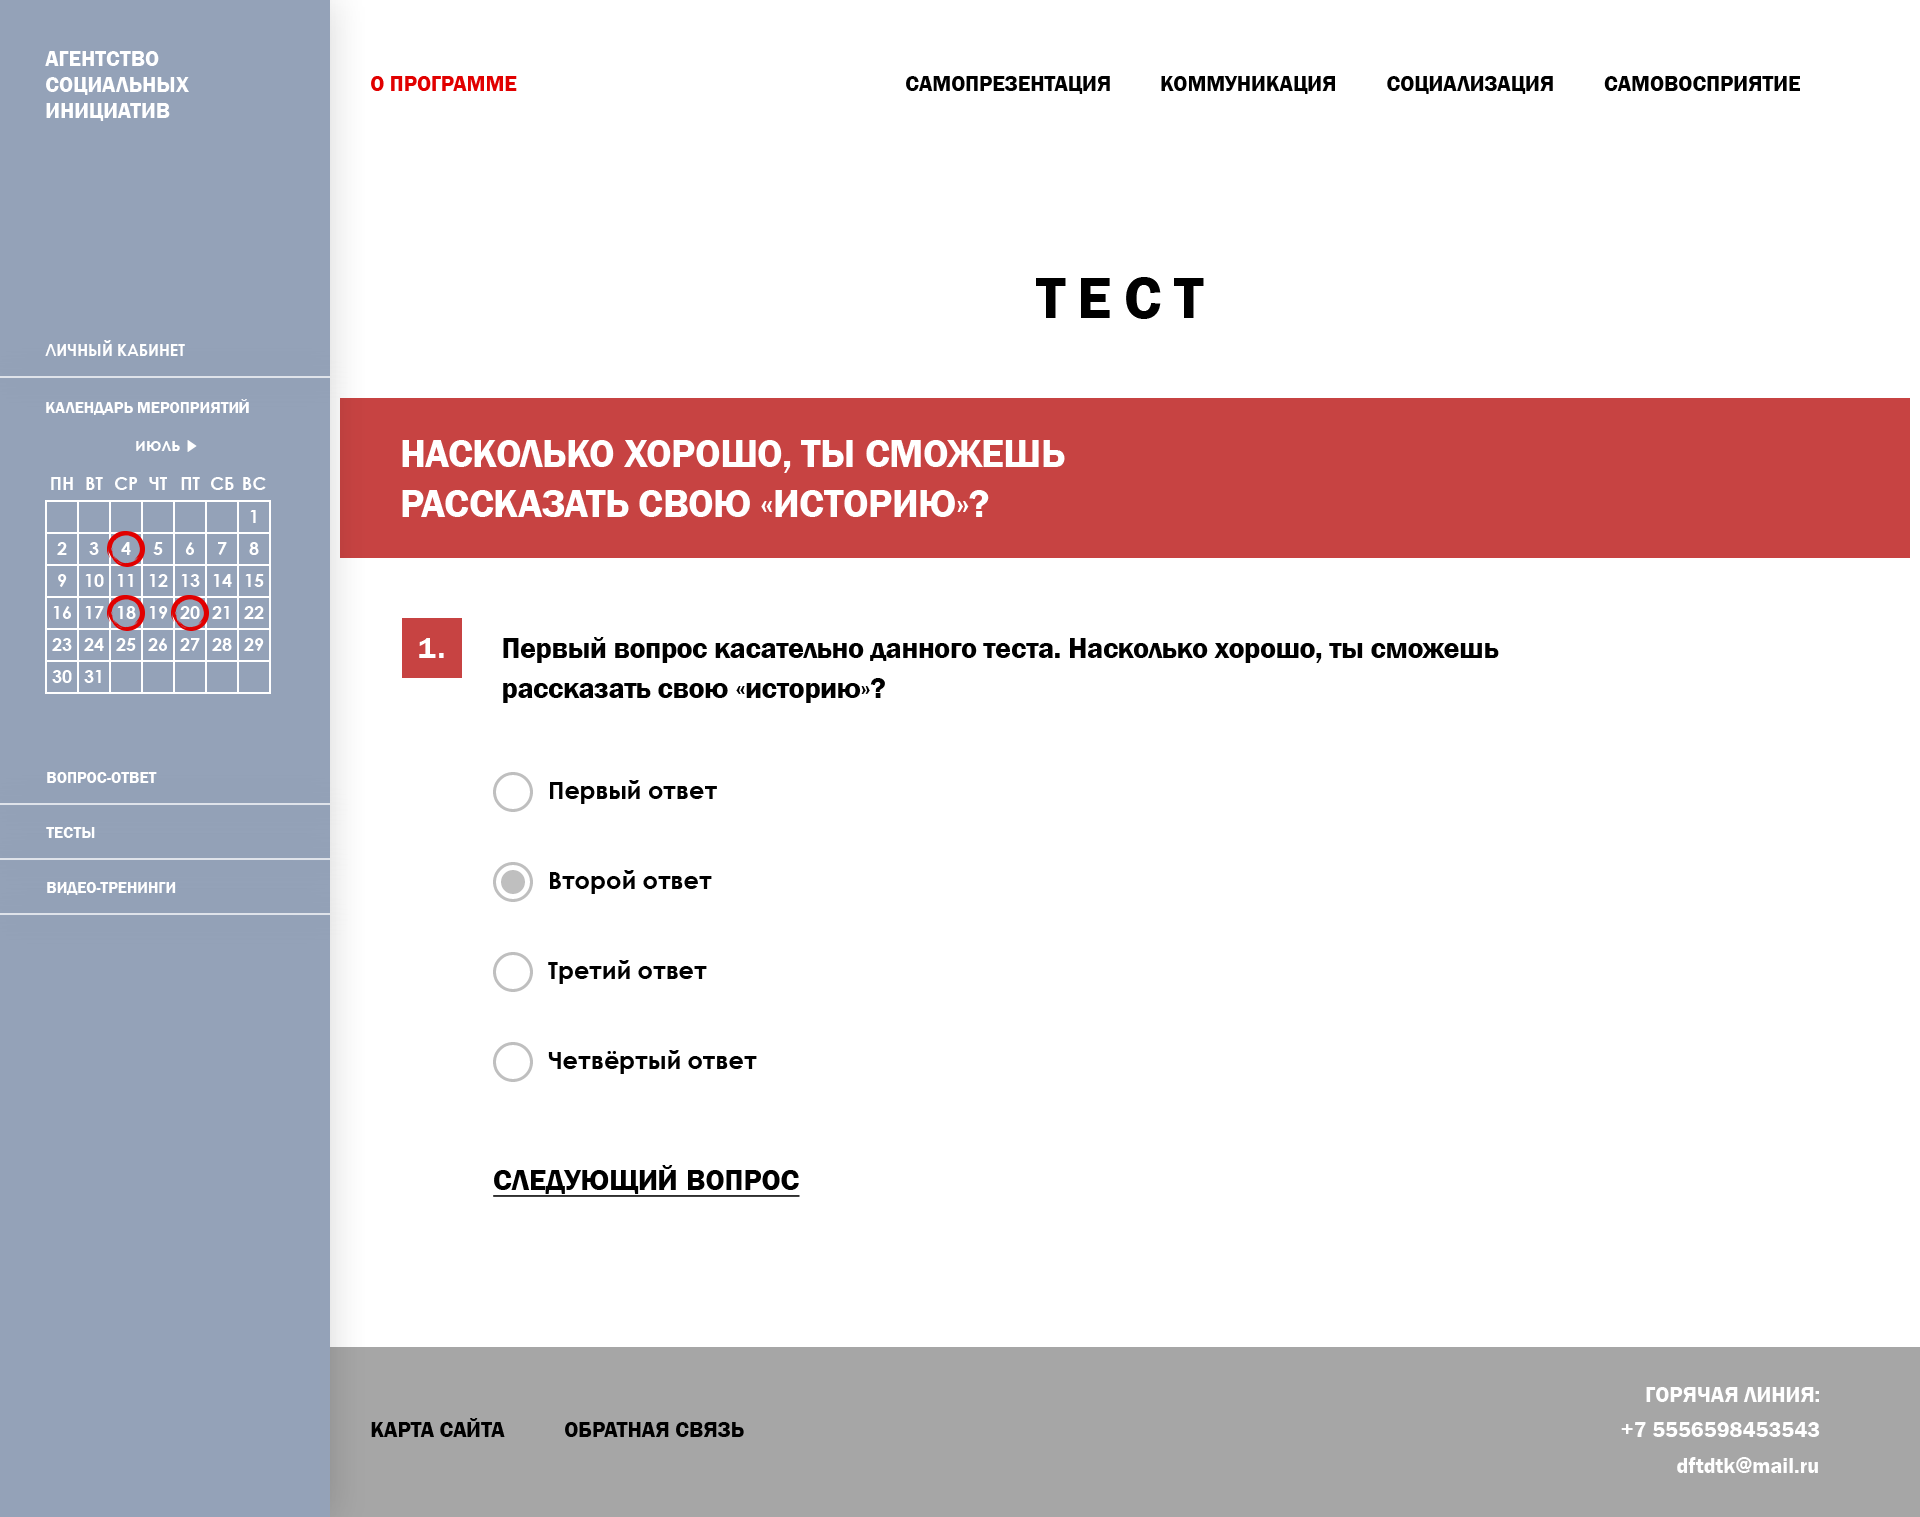 АГЕНТСТВО
СОЦИАЛЬНЫХ
ИНИЦИАТИВ
О ПРОГРАММЕ
САМОПРЕЗЕНТАЦИЯ
КОММУНИКАЦИЯ
СОЦИАЛИЗАЦИЯ
САМОВОСПРИЯТИЕ
ЛИЧНЫЙ КАБИНЕТ
КАЛЕНДАРЬ МЕРОПРИЯТИЙ
ИЮЛЬ
ПН ВТ СР ЧТ ПТ СБ ВС
1
2 3 4 5 6 7 8
9 10 11 12 13 14 15
16 17 18 19 20 21 22
23 24 25 26 27 28 29
30 31
ВОПРОС-ОТВЕТ
ТЕСТЫ
ВИДЕО-ТРЕНИНГИ
ТЕСТ
НАСКОЛЬКО ХОРОШО, ТЫ СМОЖЕШЬ
РАССКАЗАТЬ СВОЮ «ИСТОРИЮ»?
1.
Первый вопрос касательно данного теста. Насколько хорошо, ты сможешь
рассказать свою «историю»?
Первый ответ
Второй ответ
Третий ответ
Четвёртый ответ
СЛЕДУЮЩИЙ ВОПРОС
КАРТА САЙТА
ОБРАТНАЯ СВЯЗЬ
ГОРЯЧАЯ ЛИНИЯ:
+7 5556598453543
dftdtk@mail.ru